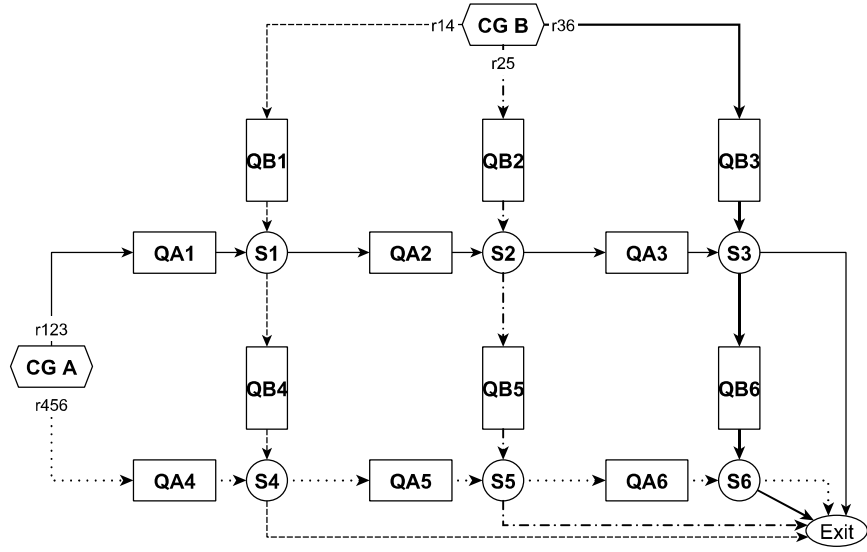 r14 CG B r36
r25
QB1 QB2 QB3
QA1 S1 QA2 S2 QA3 S3
r123
CG A
r456
QB4 QB5 QB6
QA4 S4 QA5 S5 QA6 S6
Exit